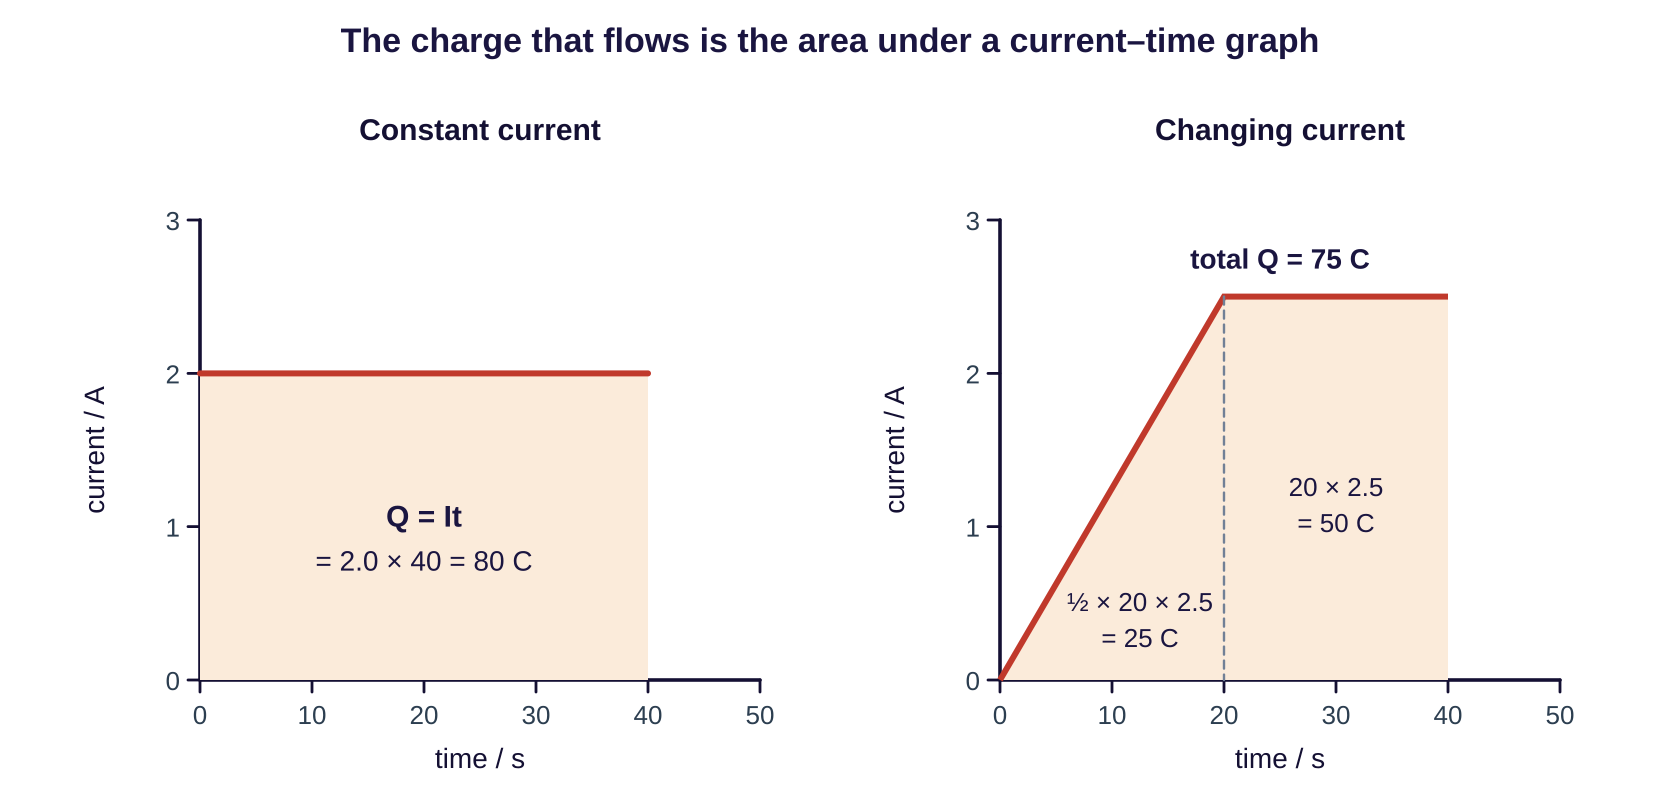 The charge that flows is the area under a current–time graph
Constant current
3
2
1
0
current / A
Q = It
= 2.0 × 40 = 80 C
0 10 20 30 40 50
time / s
Changing current
3
2
1
0
current / A
total Q = 75 C
20 × 2.5
= 50 C
½ × 20 × 2.5
= 25 C
0 10 20 30 40 50
time / s